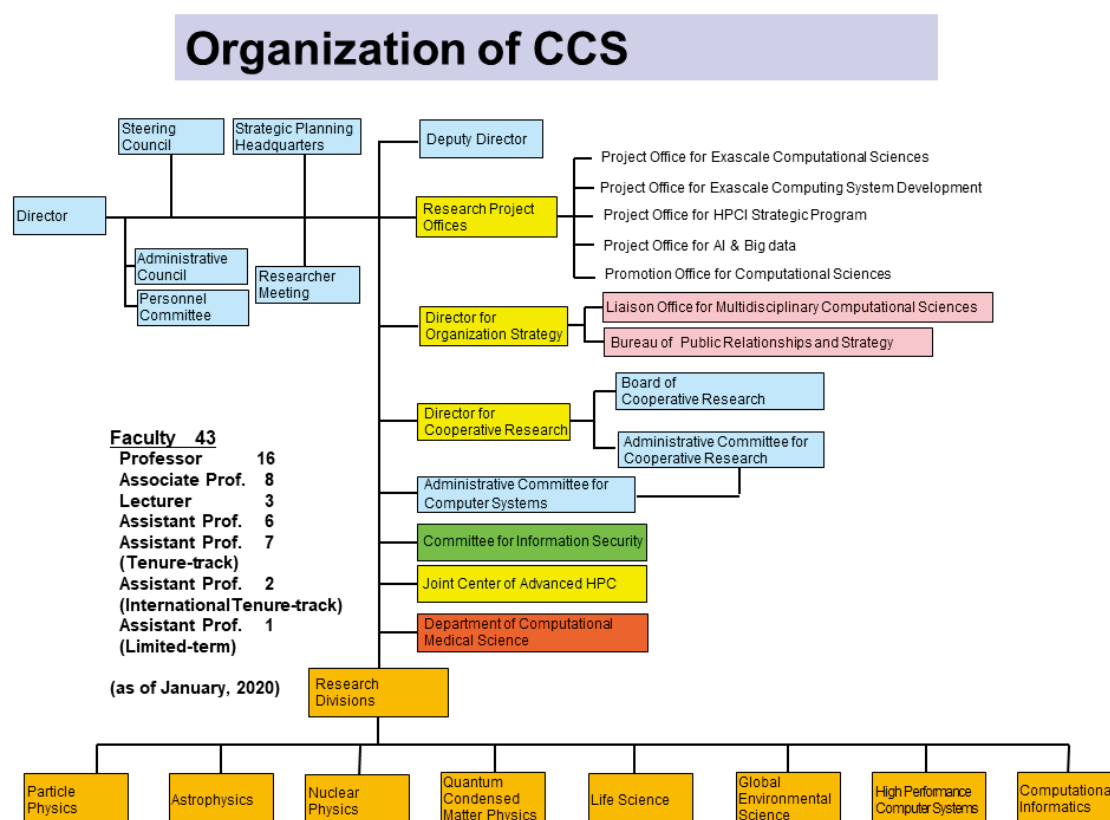 Organization of CCS
Steering
Council
Strategic Planning
Headquarters
Deputy Director
Director
Administrative
Council
Personnel
Committee
Researcher
Meeting
Research Project
Offices
Project Office for Exascale Computational Sciences
Project Office for Exascale Computing System Development
Project Office for HPCI Strategic Program
Project Office for AI & Big data
Promotion Office for Computational Sciences
Director for
Organization Strategy
Liaison Office for Multidisciplinary Computational Sciences
Bureau of Public Relationships and Strategy
Director for
Cooperative Research
Board of
Cooperative Research
Administrative Committee for
Cooperative Research
Administrative Committee for
Computer Systems
Committee for Information Security
Joint Center of Advanced HPC
Department of Computational
Medical Science
Faculty 43
Professor 16
Associate Prof. 8
Lecturer 3
Assistant Prof. 6
Assistant Prof. 7
(Tenure-track)
Assistant Prof. 2
(International Tenure-track)
Assistant Prof. 1
(Limited-term)
(as of January, 2020)
Research
Divisions
Particle
Physics
Astrophysics
Nuclear
Physics
Quantum
Condensed
Matter Physics
Life Science
Global
Environmental
Science
High Performance
Computer Systems
Computational
Informatics